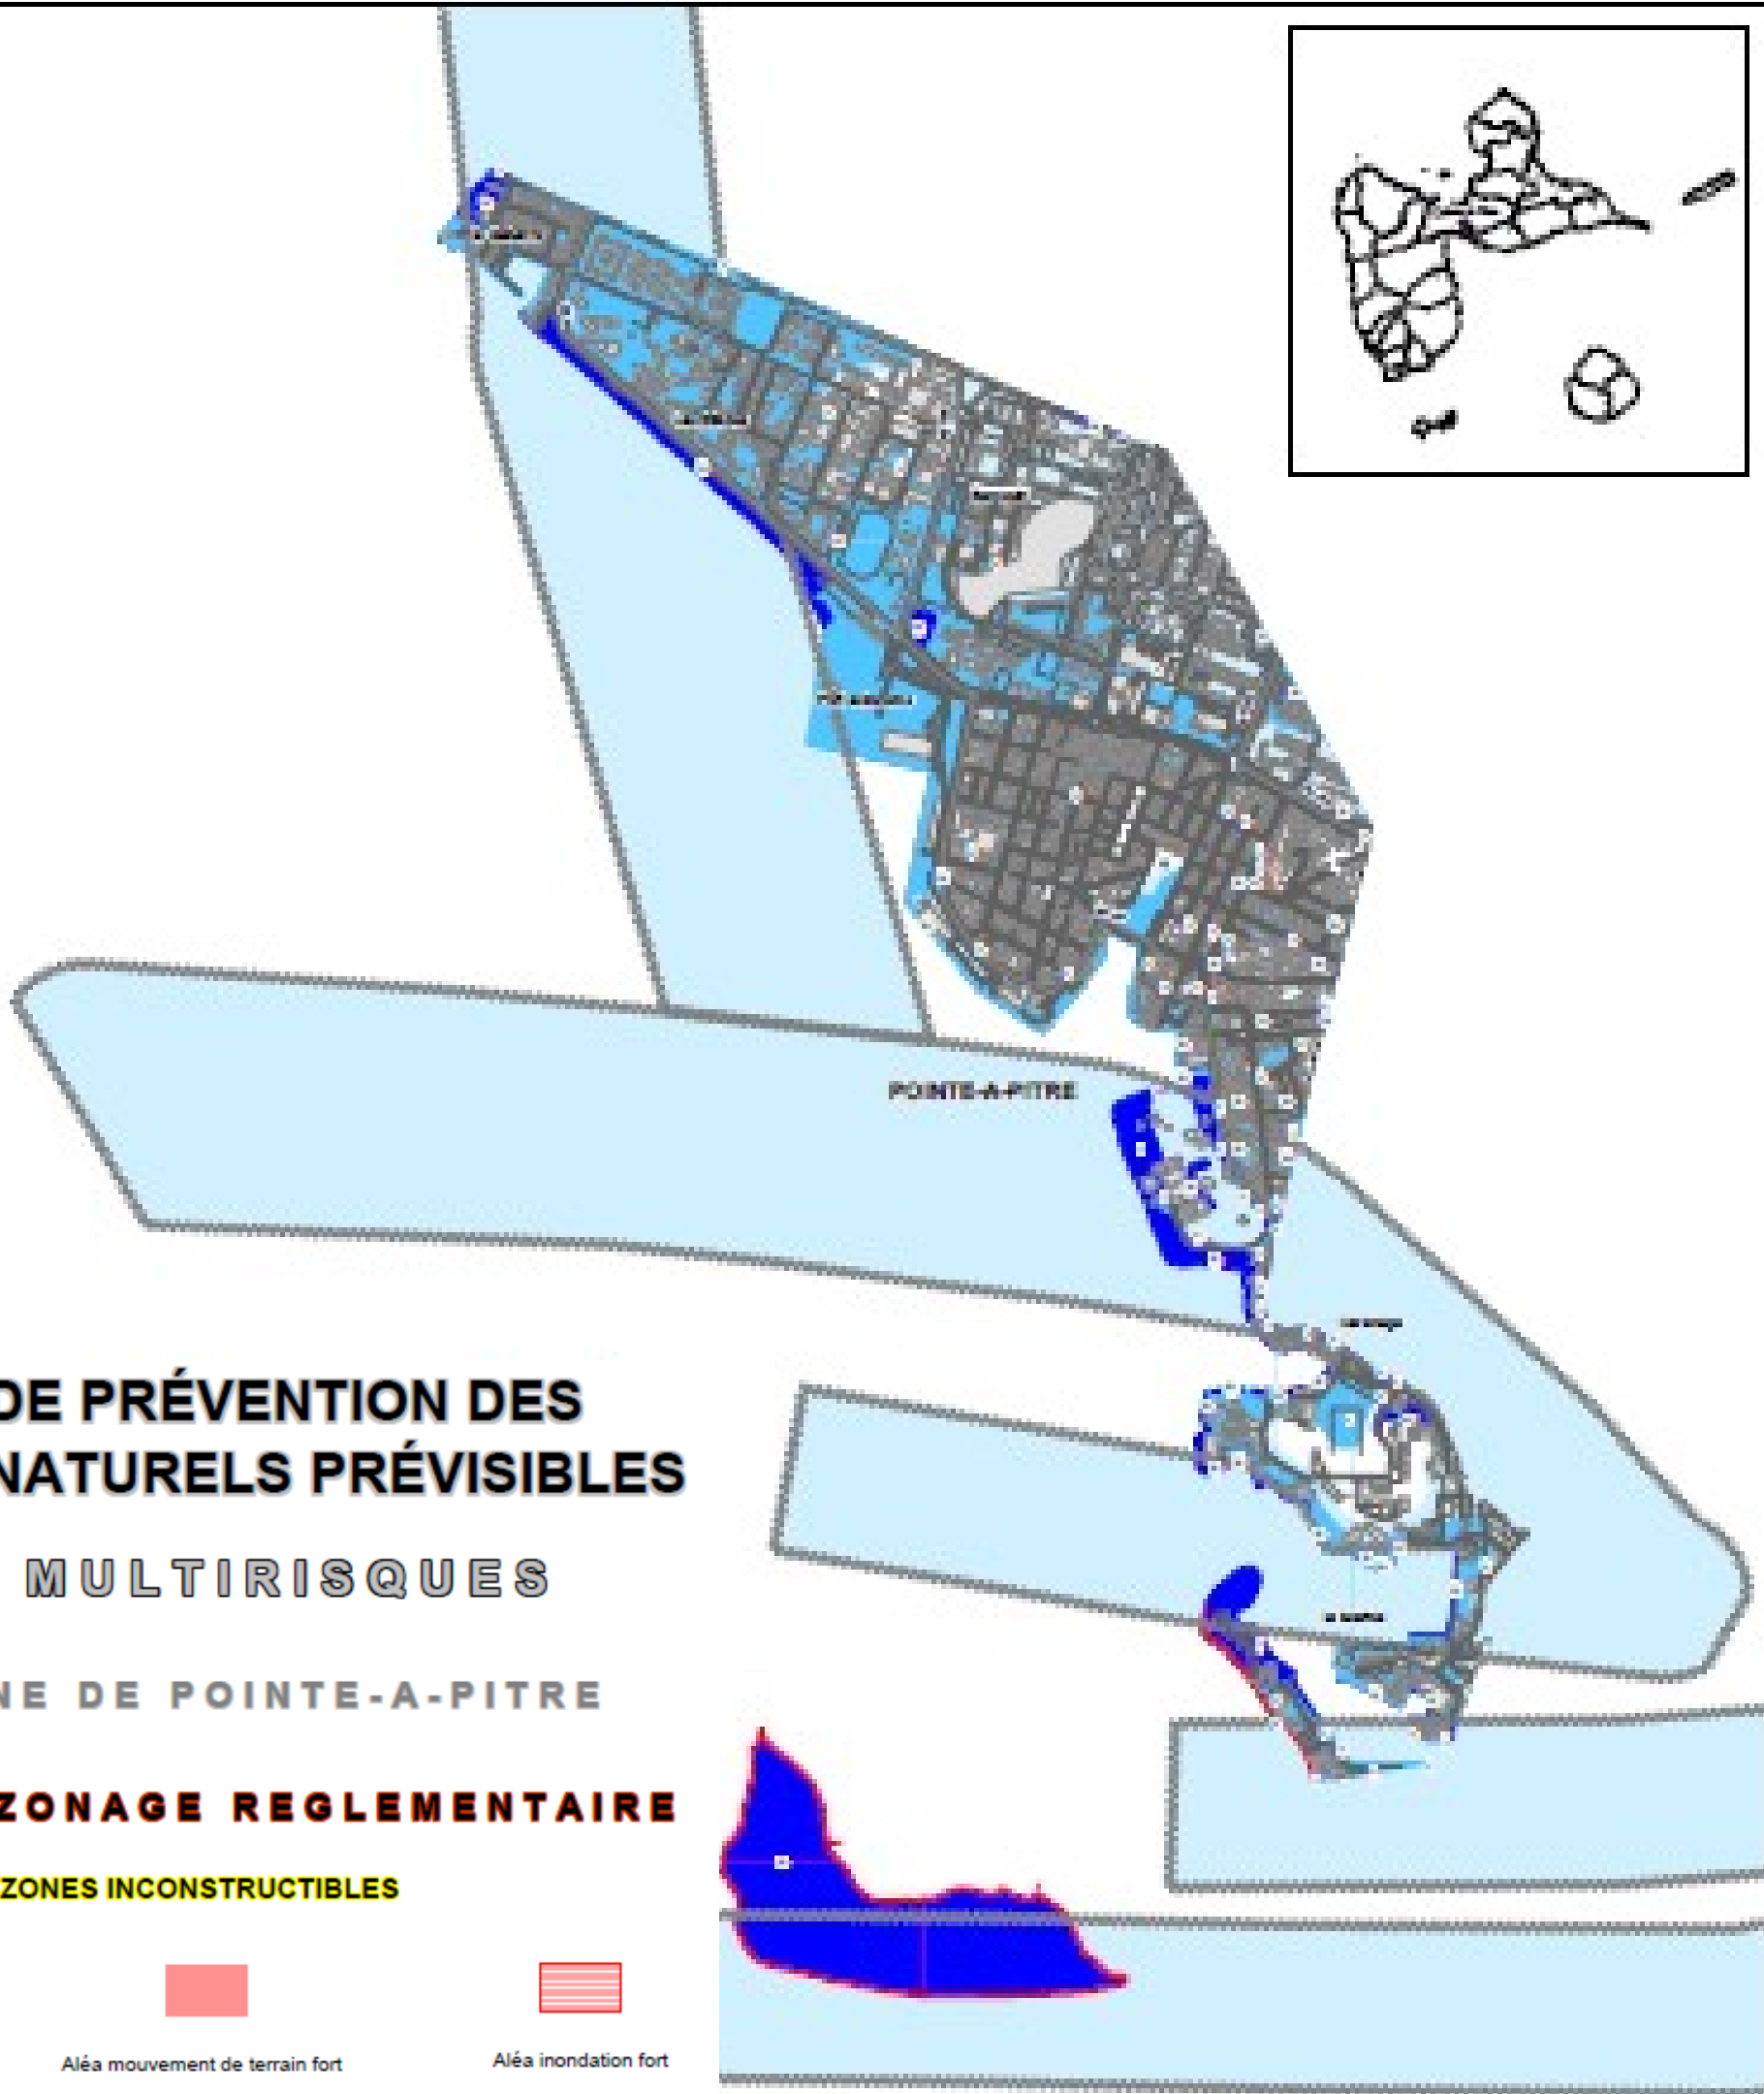 POINTE-A-PITRE
DE PRÉVENTION DES
NATURELS PRÉVISIBLES
MULTIRISQUES
NE DE POINTE-A-PITRE
ZONAGE REGLEMENTAIRE
ZONES INCONSTRUCTIBLES
Aléa mouvement de terrain fort
Aléa inondation fort